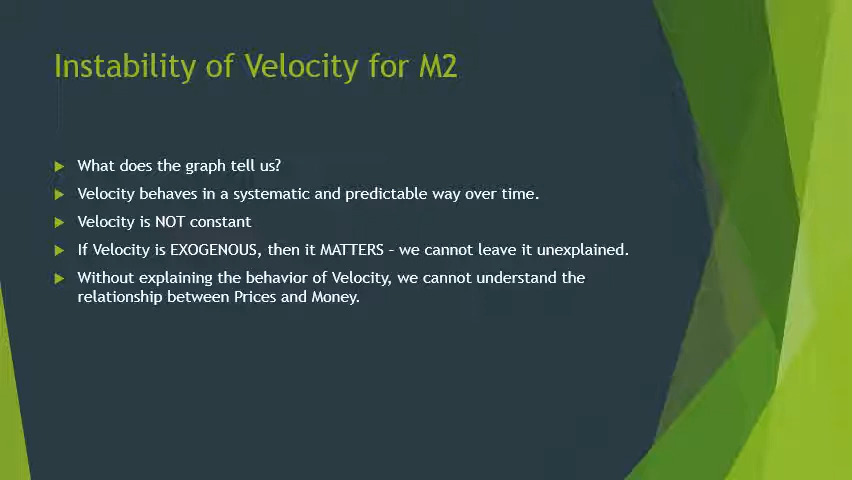 Instability of Velocity for M2
What does the graph tell us?
Velocity behaves in a systematic and predictable way over time.
Velocity is NOT constant
If Velocity is EXOGENOUS, then it MATTERS – we cannot leave it unexplained.
Without explaining the behavior of Velocity, we cannot understand the
relationship between Prices and Money.